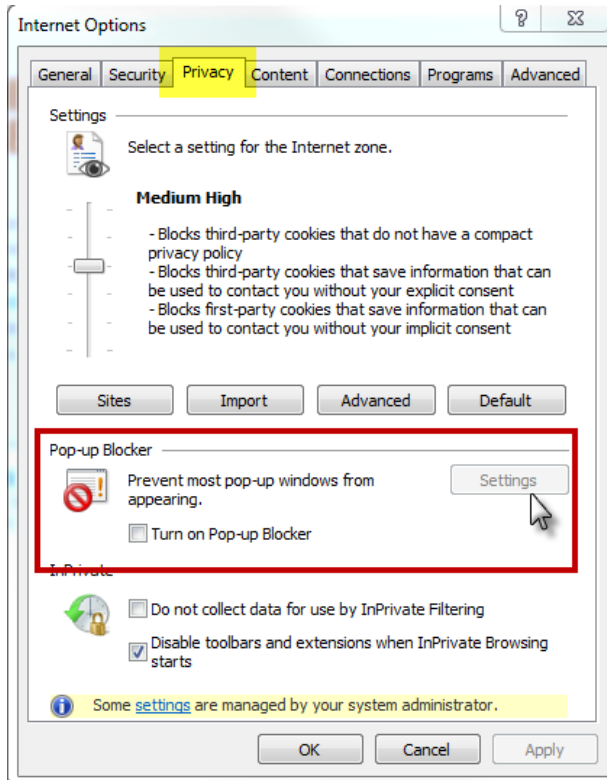 Internet Options
General Security Privacy Content Connections Programs Advanced
Settings
Select a setting for the Internet zone.
Medium High
- Blocks third-party cookies that do not have a compact
privacy policy
- Blocks third-party cookies that save information that can
be used to contact you without your explicit consent
- Blocks first-party cookies that save information that can
be used to contact you without your implicit consent
Sites Import Advanced Default
Pop-up Blocker
Prevent most pop-up windows from Settings
appearing.
Turn on Pop-up Blocker
InPrivate
Do not collect data for use by InPrivate Filtering
Disable toolbars and extensions when InPrivate Browsing
starts
Some settings are managed by your system administrator.
OK Cancel Apply